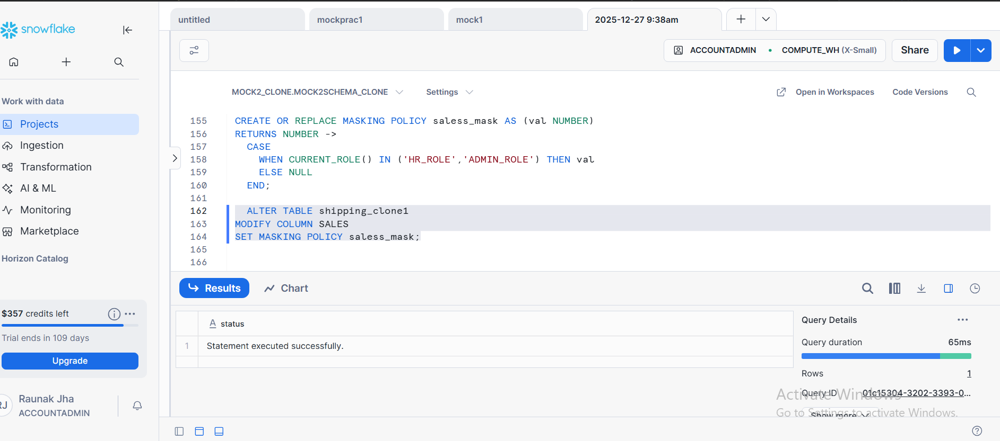 untitled
mockprac1
mock1
2025-12-27 9:38am
snowflake
ACCOUNTADMIN
COMPUTE_WH (X-Small)
Share
Work with data
Projects
Ingestion
Transformation
AI & ML
Monitoring
Marketplace
Horizon Catalog
$357 credits left
Trial ends in 109 days
Upgrade
RJ
Raunak Jha
ACCOUNTADMIN
MOCK2_CLONE.MOCK2SCHEMA_CLONE
Settings
Open in Workspaces
Code Versions
155 CREATE OR REPLACE MASKING POLICY saless_mask AS (val NUMBER)
156 RETURNS NUMBER ->
157 CASE
158 WHEN CURRENT_ROLE() IN ('HR_ROLE','ADMIN_ROLE') THEN val
159 ELSE NULL
160 END;
161
162 ALTER TABLE shipping_clone1
163 MODIFY COLUMN SALES
164 SET MASKING POLICY saless_mask;
165
166
Results
Chart
A status
1 Statement executed successfully.
Query Details
Query duration 65ms
Rows 1
Query ID 01c15304-3202-3393-0...
Show more
Activate Windows
Go to Settings to activate Windows.